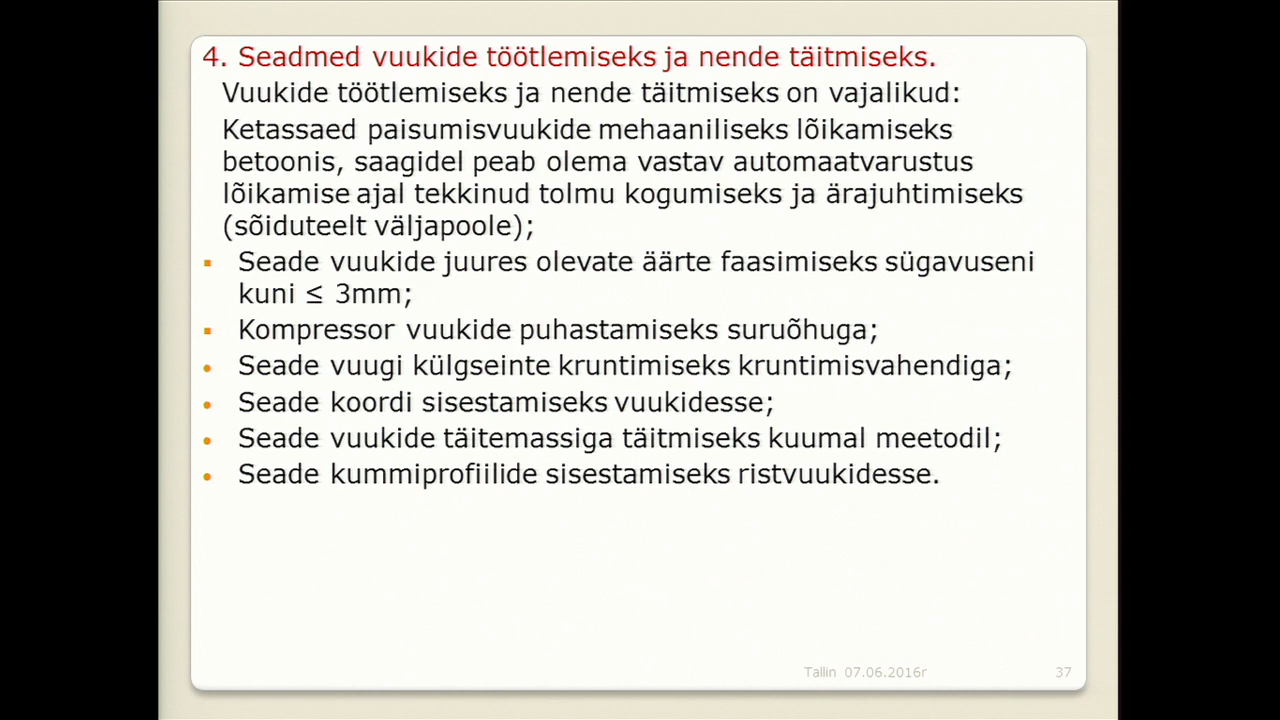 4. Seadmed vuukide töötlemiseks ja nende täitmiseks.
Vuukide töötlemiseks ja nende täitmiseks on vajalikud:
Ketassaed paisumisvuukide mehaaniliseks lõikamiseks
betoonis, saagidel peab olema vastav automaatvarustus
lõikamise ajal tekkinud tolmu kogumiseks ja ärajuhtimiseks
(sõiduteelt väljapoole);
▪ Seade vuukide juures olevate äärte faasimiseks sügavuseni
kuni ≤ 3mm;
▪ Kompressor vuukide puhastamiseks suruõhuga;
• Seade vuugi külgseinte kruntimiseks kruntimisvahendiga;
• Seade koordi sisestamiseks vuukidesse;
• Seade vuukide täitemassiga täitmiseks kuumal meetodil;
• Seade kummiprofiilide sisestamiseks ristvuukidesse.
Tallin 07.06.2016r 37